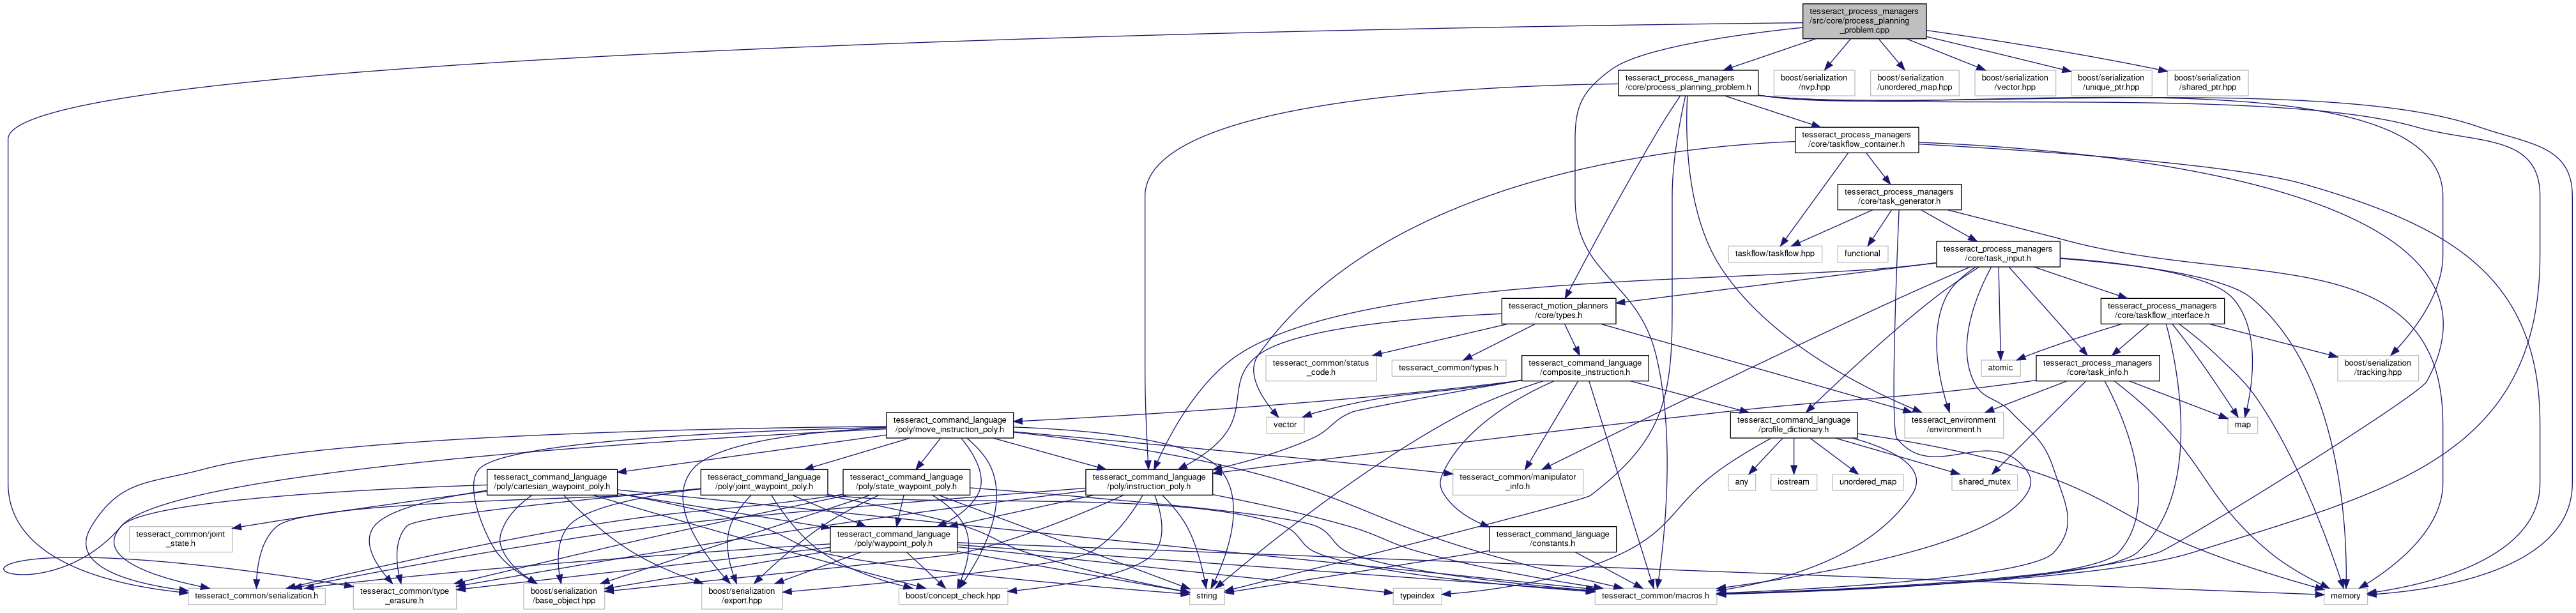 tesseract_process_managers
/src/core/process_planning
_problem.cpp
tesseract_process_managers
/core/process_planning_problem.h
boost/serialization
/nvp.hpp
boost/serialization
/unordered_map.hpp
boost/serialization
/vector.hpp
boost/serialization
/unique_ptr.hpp
boost/serialization
/shared_ptr.hpp
tesseract_process_managers
/core/taskflow_container.h
tesseract_process_managers
/core/task_generator.h
taskflow/taskflow.hpp
functional
tesseract_process_managers
/core/task_input.h
tesseract_motion_planners
/core/types.h
tesseract_process_managers
/core/taskflow_interface.h
tesseract_common/status
_code.h
tesseract_common/types.h
tesseract_command_language
/composite_instruction.h
atomic
tesseract_process_managers
/core/task_info.h
boost/serialization
/tracking.hpp
tesseract_command_language
/poly/move_instruction_poly.h
vector
tesseract_command_language
/profile_dictionary.h
tesseract_environment
/environment.h
map
tesseract_command_language
/poly/cartesian_waypoint_poly.h
tesseract_command_language
/poly/joint_waypoint_poly.h
tesseract_command_language
/poly/state_waypoint_poly.h
tesseract_command_language
/poly/instruction_poly.h
tesseract_common/manipulator
_info.h
any
iostream
unordered_map
shared_mutex
tesseract_common/joint
_state.h
tesseract_command_language
/poly/waypoint_poly.h
tesseract_command_language
/constants.h
tesseract_common/serialization.h
tesseract_common/type
_erasure.h
boost/serialization
/base_object.hpp
boost/serialization
/export.hpp
boost/concept_check.hpp
string
typeindex
tesseract_common/macros.h
memory